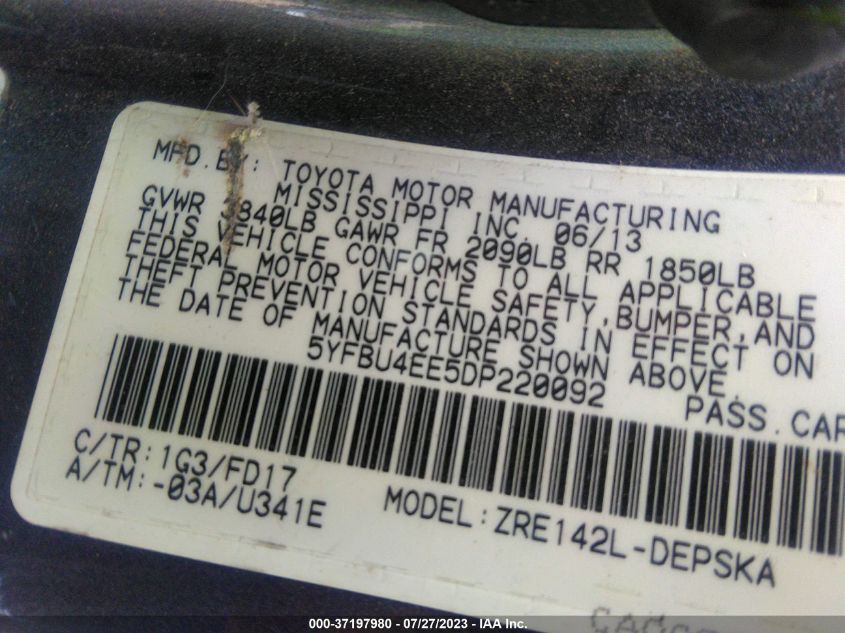 MFD.BY: TOYOTA MOTOR MANUFACTURING
MISSISSIPPI INC. 06/13
GVWR 3840LB GAWR FR 2090LB RR 1850LB
THIS VEHICLE CONFORMS TO ALL APPLICABLE
FEDERAL MOTOR VEHICLE SAFETY,BUMPER,AND
THEFT PREVENTION STANDARDS IN EFFECT ON
THE DATE OF MANUFACTURE SHOWN ABOVE.
5YFBU4EE5DP220092 PASS.CAR
C/TR:1G3/FD17
A/TM:-03A/U341E MODEL:ZRE142L-DEPSKA
000-37197980 - 07/27/2023 - IAA Inc.